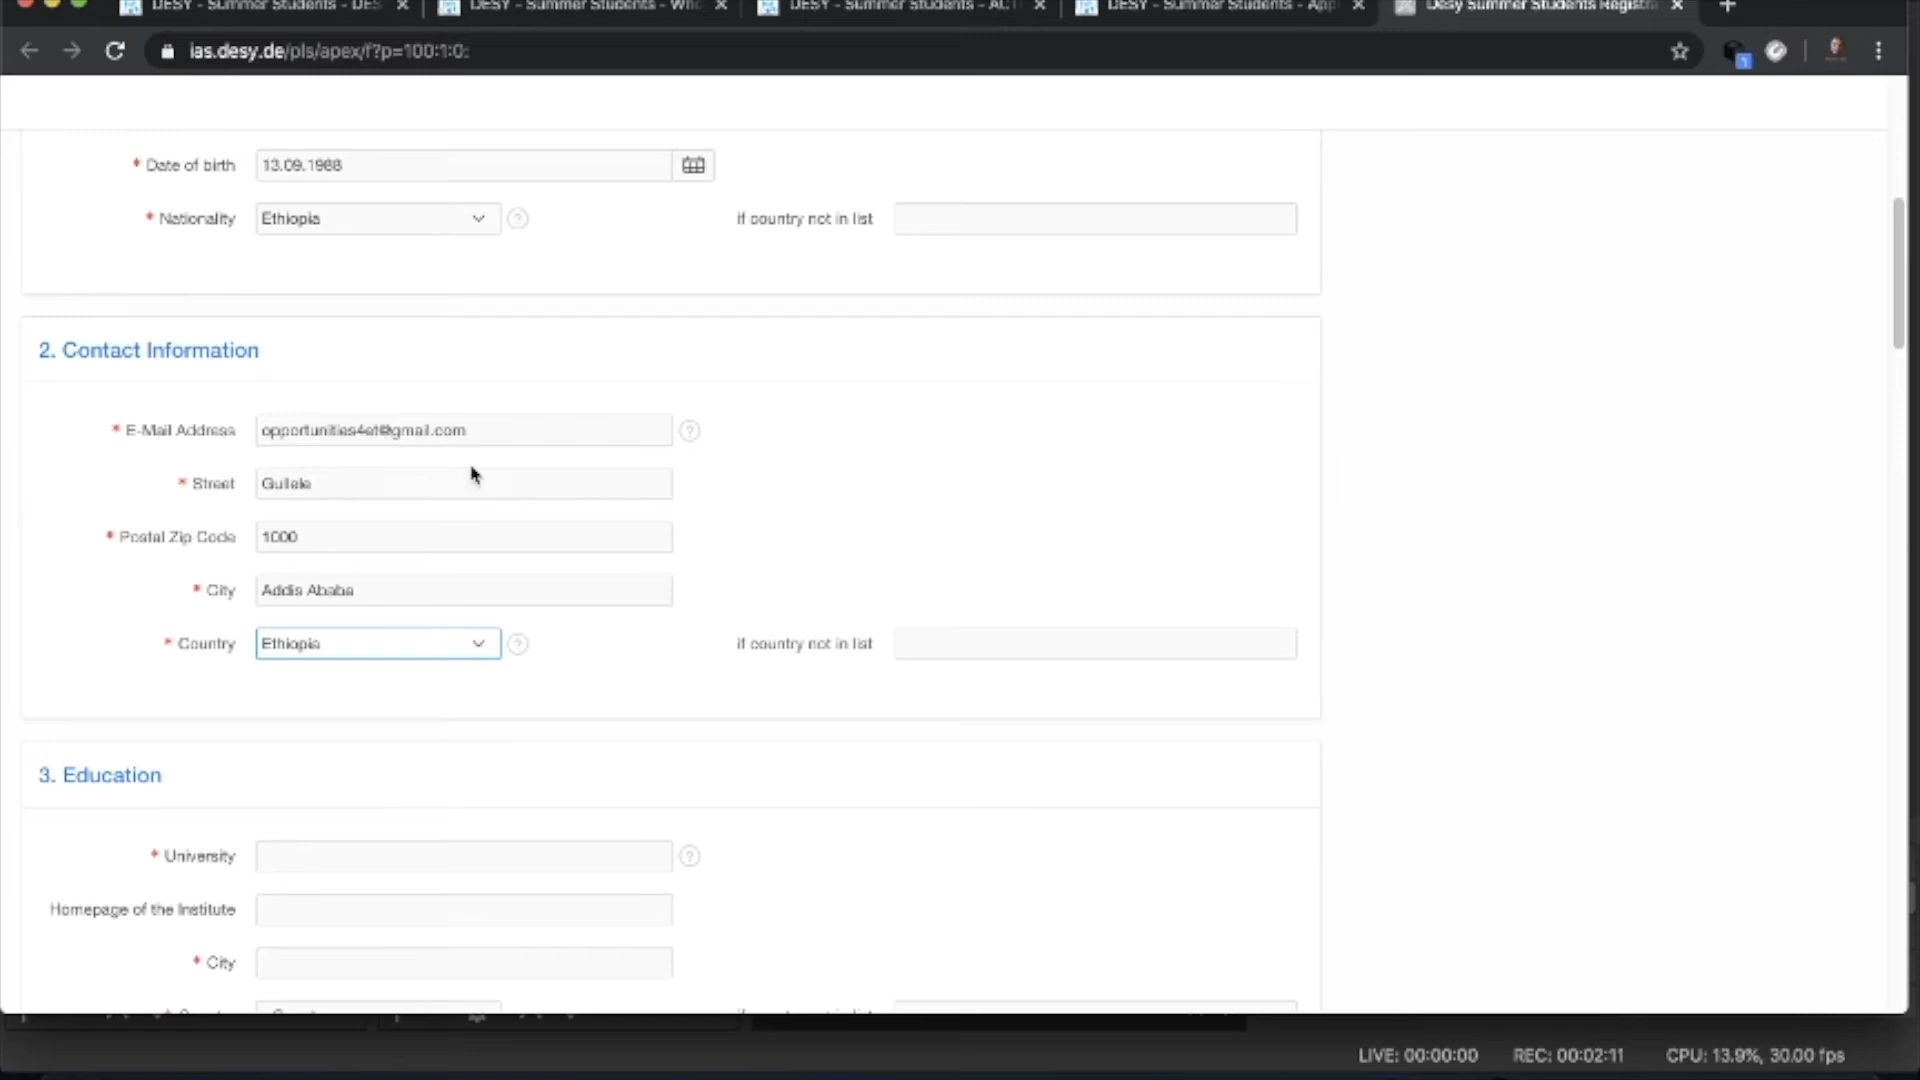 DESY - Summer Students - DES
DESY - Summer Students - Who
DESY - Summer Students - ACT
DESY - Summer Students - App
Desy Summer Students Registra
ias.desy.de/pls/apex/f?p=100:1:0:
1
* Date of birth 13.09.1988
* Nationality Ethiopia ? if country not in list
2. Contact Information
* E-Mail Address opportunities4et@gmail.com ?
* Street Gullele
* Postal Zip Code 1000
* City Addis Ababa
* Country Ethiopia ? if country not in list
3. Education
* University ?
Homepage of the Institute
* City
LIVE: 00:00:00 REC: 00:02:11 CPU: 13.9%, 30.00 fps